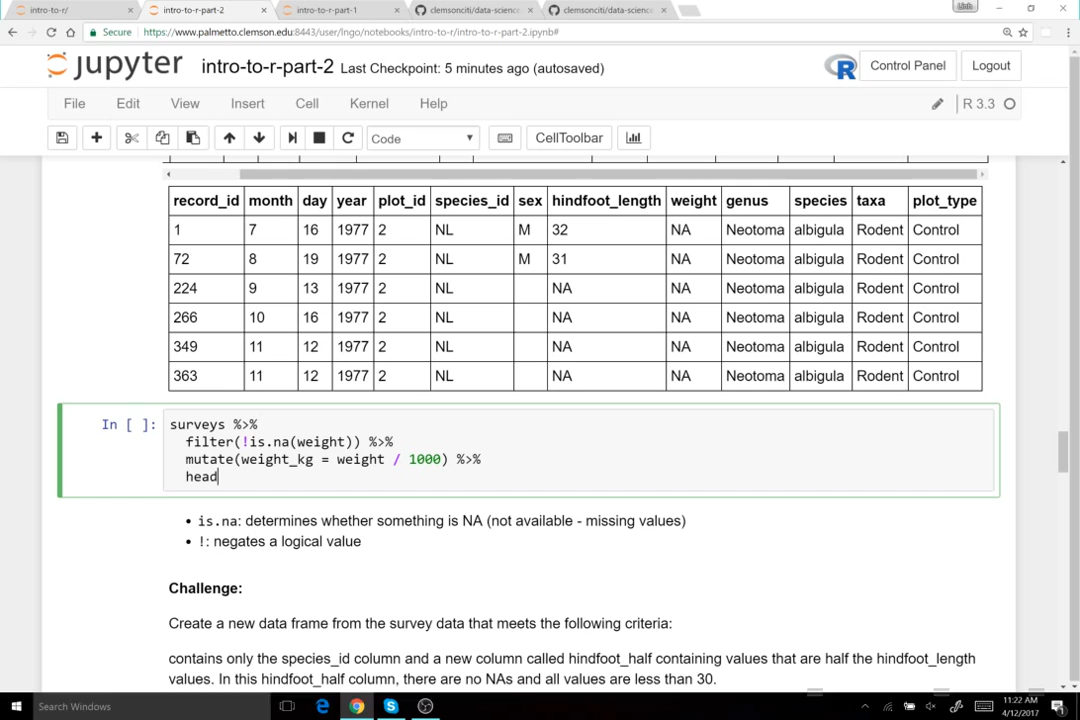 intro-to-r/
intro-to-r-part-2
intro-to-r-part-1
clemsonciti/data-science
clemsonciti/data-science
Linh
Secure
https://www.palmetto.clemson.edu:8443/user/lngo/notebooks/intro-to-r/intro-to-r-part-2.ipynb#
jupyter intro-to-r-part-2 Last Checkpoint: 5 minutes ago (autosaved)
R
Control Panel
Logout
File Edit View Insert Cell Kernel Help
R 3.3
Code
CellToolbar
record_id month day year plot_id species_id sex hindfoot_length weight genus species taxa plot_type
1 7 16 1977 2 NL M 32 NA Neotoma albigula Rodent Control
72 8 19 1977 2 NL M 31 NA Neotoma albigula Rodent Control
224 9 13 1977 2 NL NA NA Neotoma albigula Rodent Control
266 10 16 1977 2 NL NA NA Neotoma albigula Rodent Control
349 11 12 1977 2 NL NA NA Neotoma albigula Rodent Control
363 11 12 1977 2 NL NA NA Neotoma albigula Rodent Control
In [ ]: surveys %>%
filter(!is.na(weight)) %>%
mutate(weight_kg = weight / 1000) %>%
head
• is.na: determines whether something is NA (not available - missing values)
• !: negates a logical value
Challenge:
Create a new data frame from the survey data that meets the following criteria:
contains only the species_id column and a new column called hindfoot_half containing values that are half the hindfoot_length
values. In this hindfoot_half column, there are no NAs and all values are less than 30.
Search Windows
11:22 AM
4/12/2017